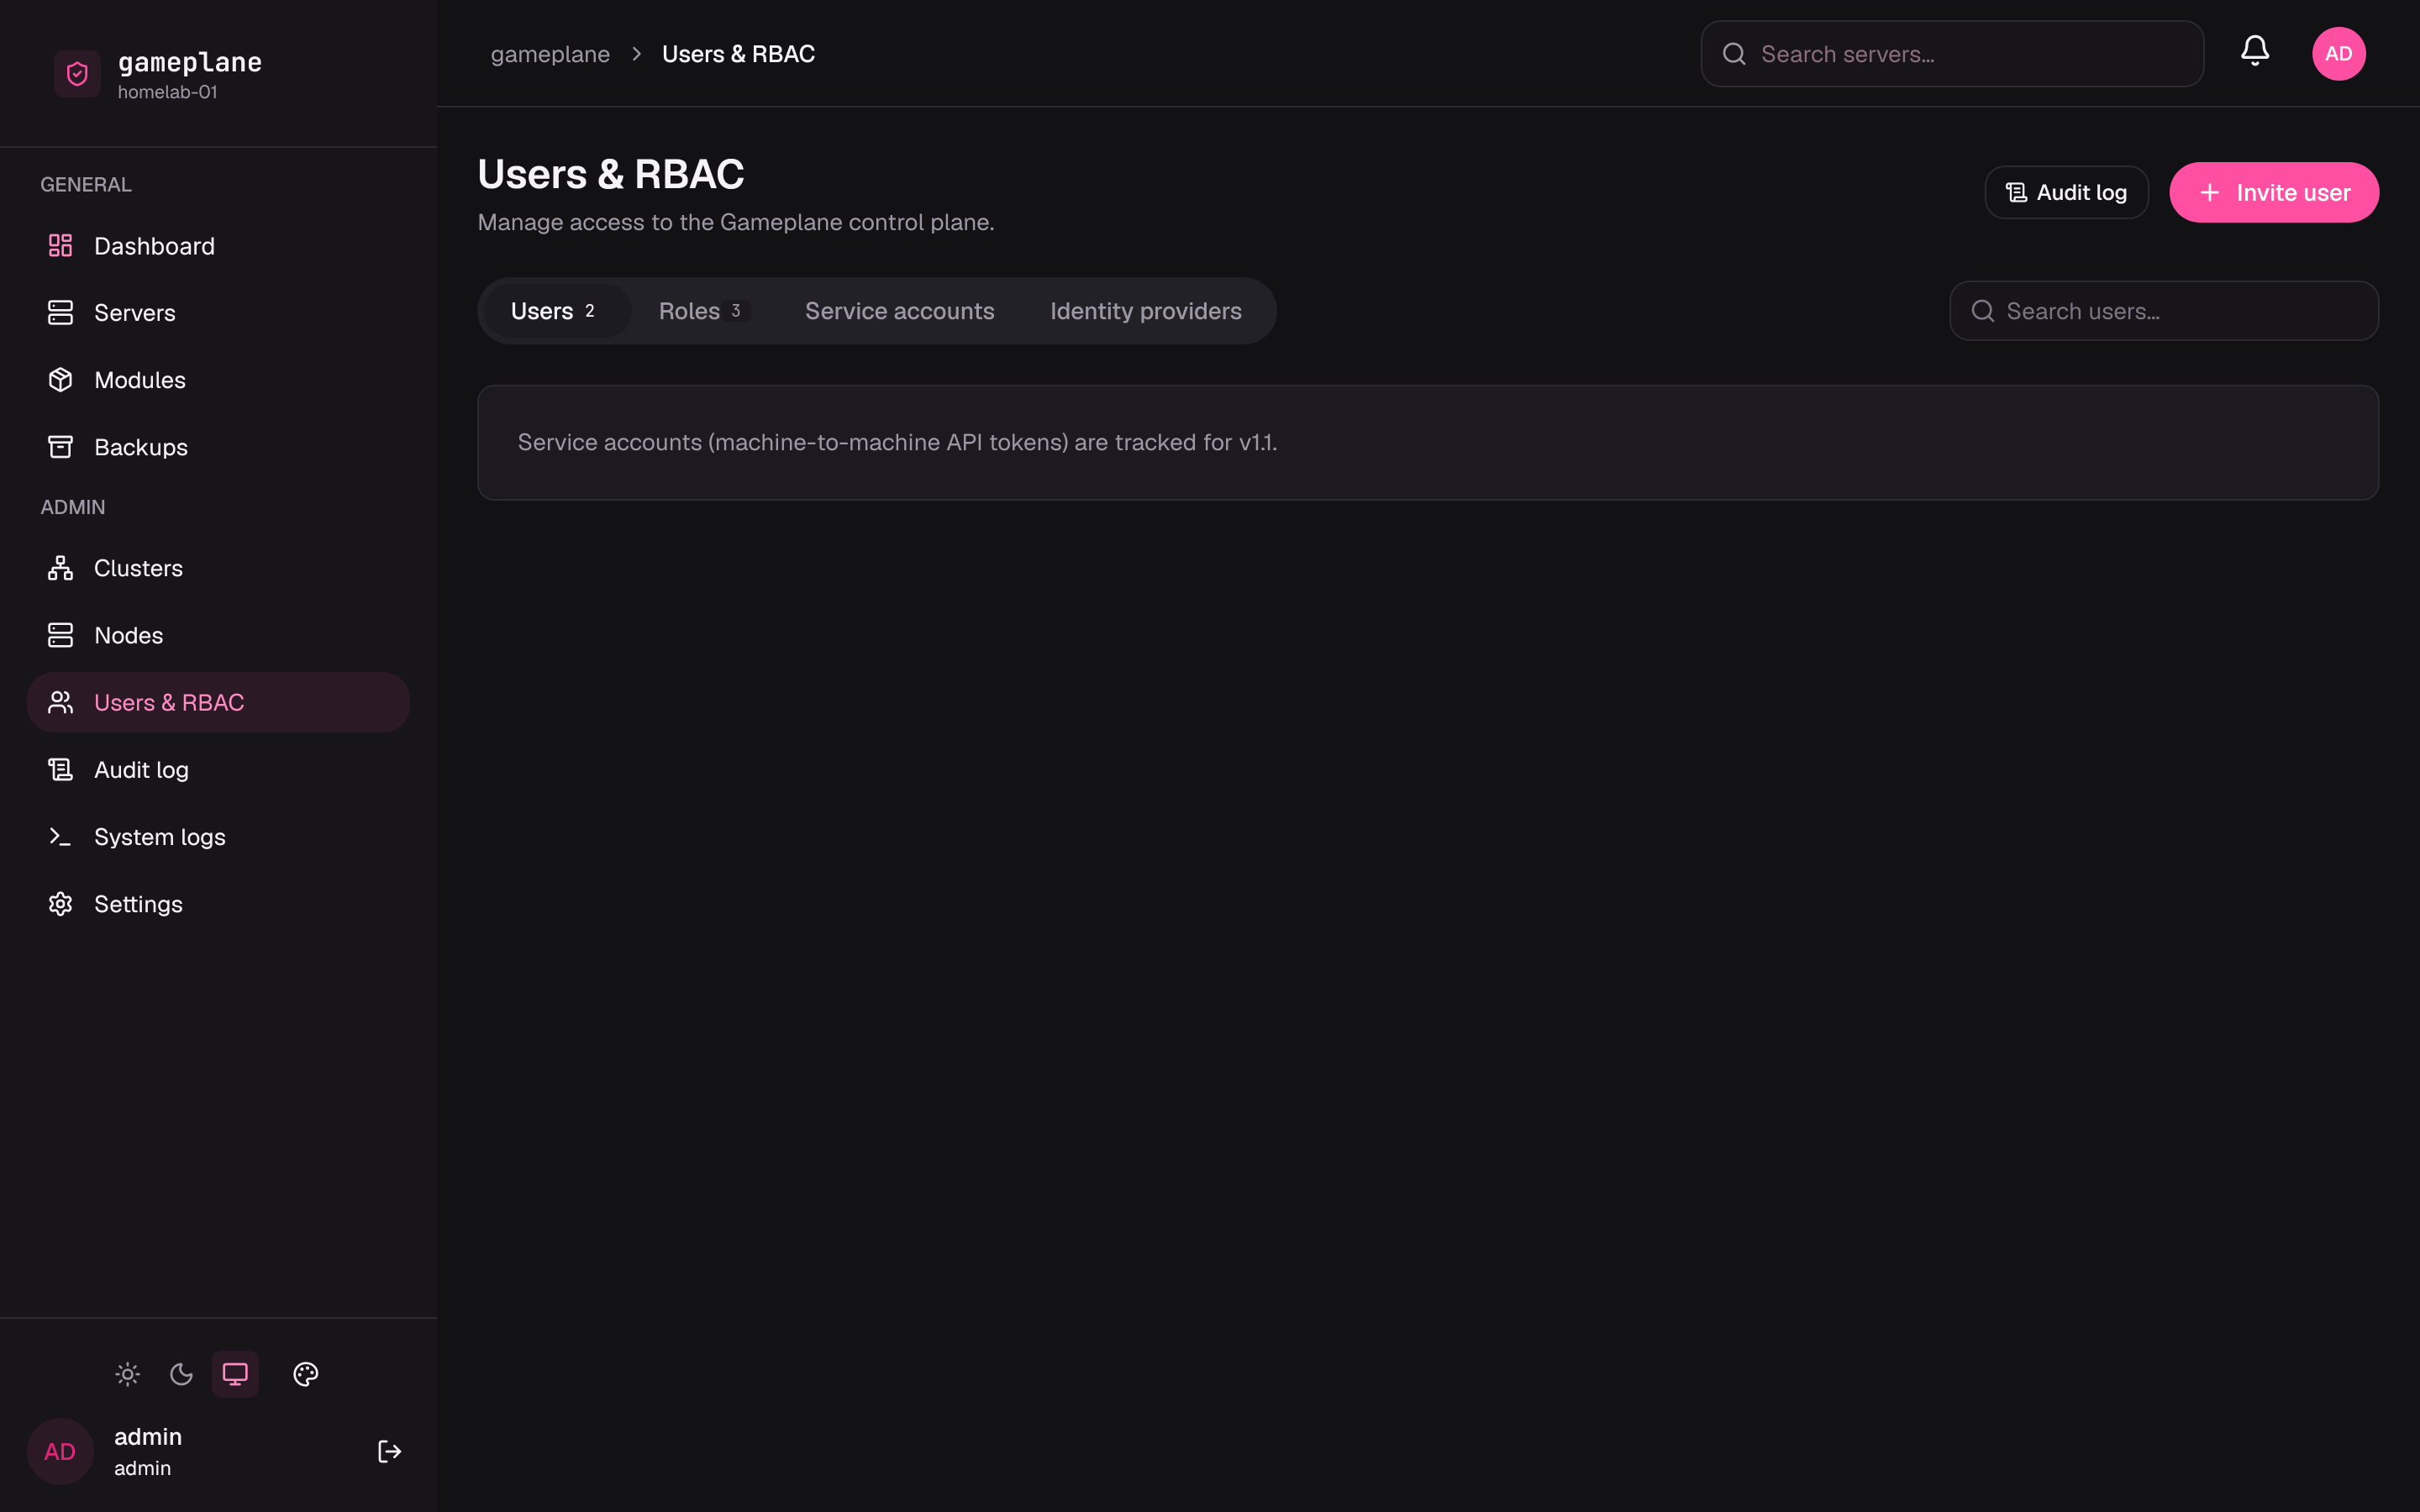 gameplane
homelab-01
GENERAL
Dashboard
Servers
Modules
Backups
ADMIN
Clusters
Nodes
Users & RBAC
Audit log
System logs
Settings
AD
admin
admin
gameplane > Users & RBAC
Search servers…
AD
Users & RBAC
Manage access to the Gameplane control plane.
Audit log
+ Invite user
Users 2
Roles 3
Service accounts
Identity providers
Search users…
Service accounts (machine-to-machine API tokens) are tracked for v1.1.